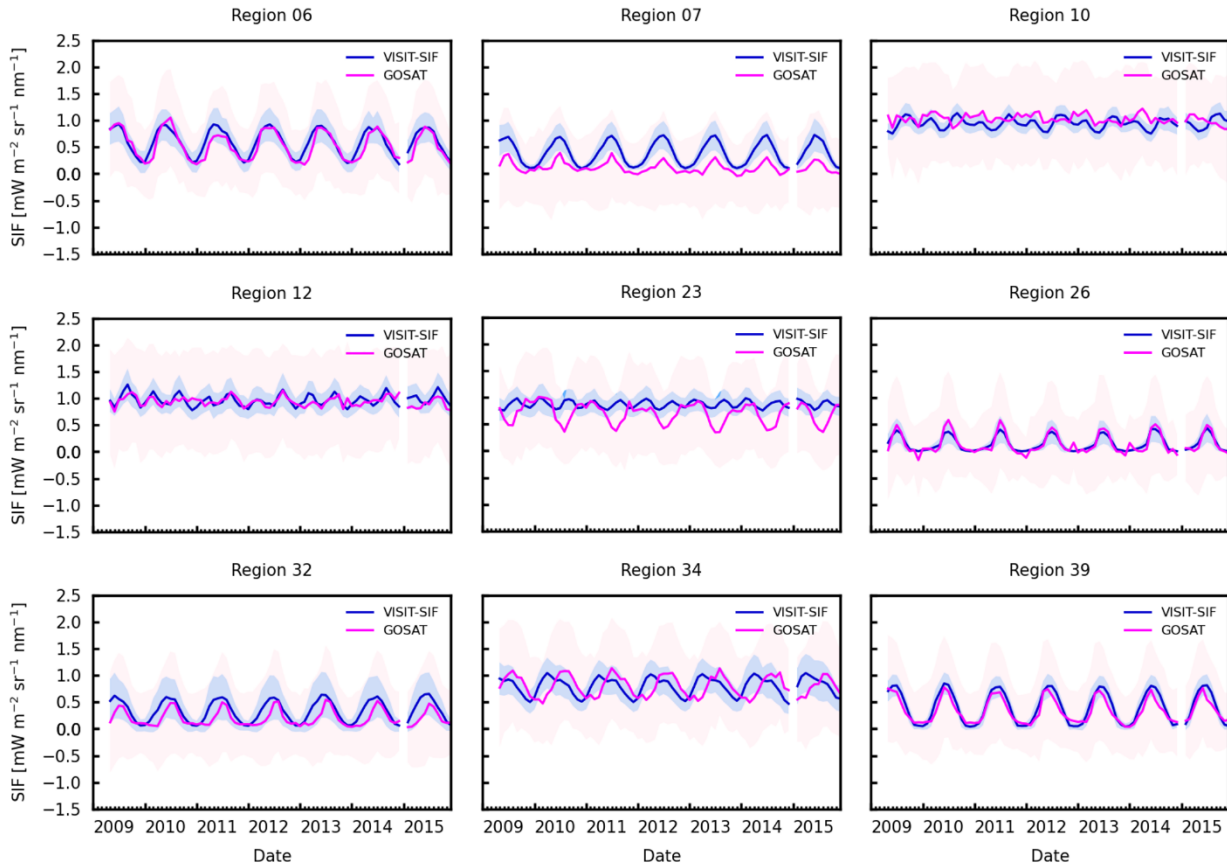 Region 06
Region 07
Region 10
SIF [mW m⁻² sr⁻¹ nm⁻¹]
2.5
2.0
1.5
1.0
0.5
0.0
−0.5
−1.0
−1.5
VISIT-SIF
GOSAT
VISIT-SIF
GOSAT
VISIT-SIF
GOSAT
Region 12
Region 23
Region 26
SIF [mW m⁻² sr⁻¹ nm⁻¹]
2.5
2.0
1.5
1.0
0.5
0.0
−0.5
−1.0
−1.5
VISIT-SIF
GOSAT
VISIT-SIF
GOSAT
VISIT-SIF
GOSAT
Region 32
Region 34
Region 39
SIF [mW m⁻² sr⁻¹ nm⁻¹]
2.5
2.0
1.5
1.0
0.5
0.0
−0.5
−1.0
−1.5
VISIT-SIF
GOSAT
VISIT-SIF
GOSAT
VISIT-SIF
GOSAT
2009 2010 2011 2012 2013 2014 2015
2009 2010 2011 2012 2013 2014 2015
2009 2010 2011 2012 2013 2014 2015
Date
Date
Date